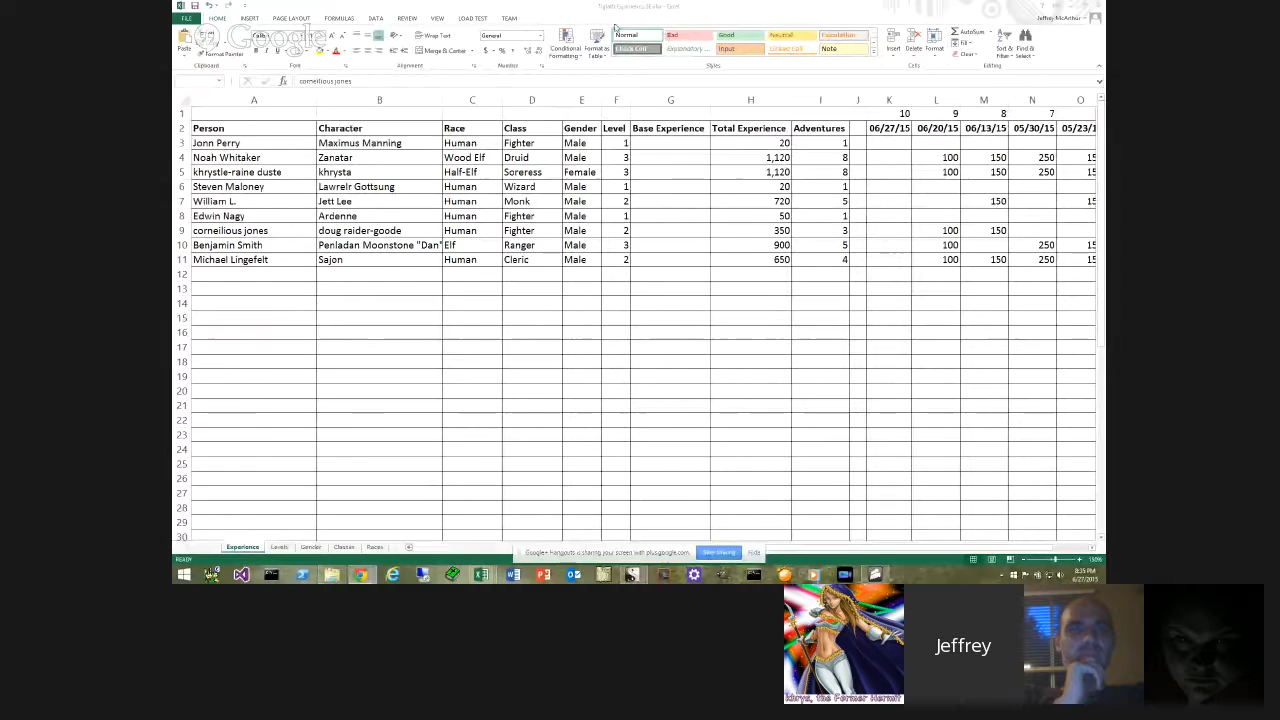 FILE HOME INSERT PAGE LAYOUT FORMULAS DATA REVIEW VIEW LOAD TEST TEAM Jeffrey McArthur
Google
Paste Format Painter Wrap Text Merge & Center General Conditional Formatting Format as Table Normal Bad Good Neutral Calculation Check Cell Explanatory ... Input Linked Cell Note Insert Delete Format AutoSum Fill Clear Sort & Filter Find & Select
Clipboard Font Alignment Number Styles Cells Editing
corneilious jones
A B C D E F G H I J K L M N O
1 10 9 8 7
2 Person Character Race Class Gender Level Base Experience Total Experience Adventures 06/27/15 06/20/15 06/13/15 05/30/15 05/23/1
3 Jonn Perry Maximus Manning Human Fighter Male 1 20 1
4 Noah Whitaker Zanatar Wood Elf Druid Male 3 1,120 8 100 150 250 15
5 khrystle-raine duste khrysta Half-Elf Soreress Female 3 1,120 8 100 150 250 15
6 Steven Maloney Lawrelr Gottsung Human Wizard Male 1 20 1
7 William L. Jett Lee Human Monk Male 2 720 5 150 15
8 Edwin Nagy Ardenne Human Fighter Male 1 50 1
9 corneilious jones doug raider-goode Human Fighter Male 2 350 3 100 150
10 Benjamin Smith Penladan Moonstone "Dan" Elf Ranger Male 3 900 5 100 250 15
11 Michael Lingefelt Sajon Human Cleric Male 2 650 4 100 150 250 15
12
13
14
15
16
17
18
19
20
21
22
23
24
25
26
27
28
29
30
Experience Levels Gender Classes Races
Google+ Hangouts is sharing your screen with plus.google.com. Stop sharing Hide
READY 130%
8:35 PM
6/27/2015
Jeffrey
khrys, the Former Hermit